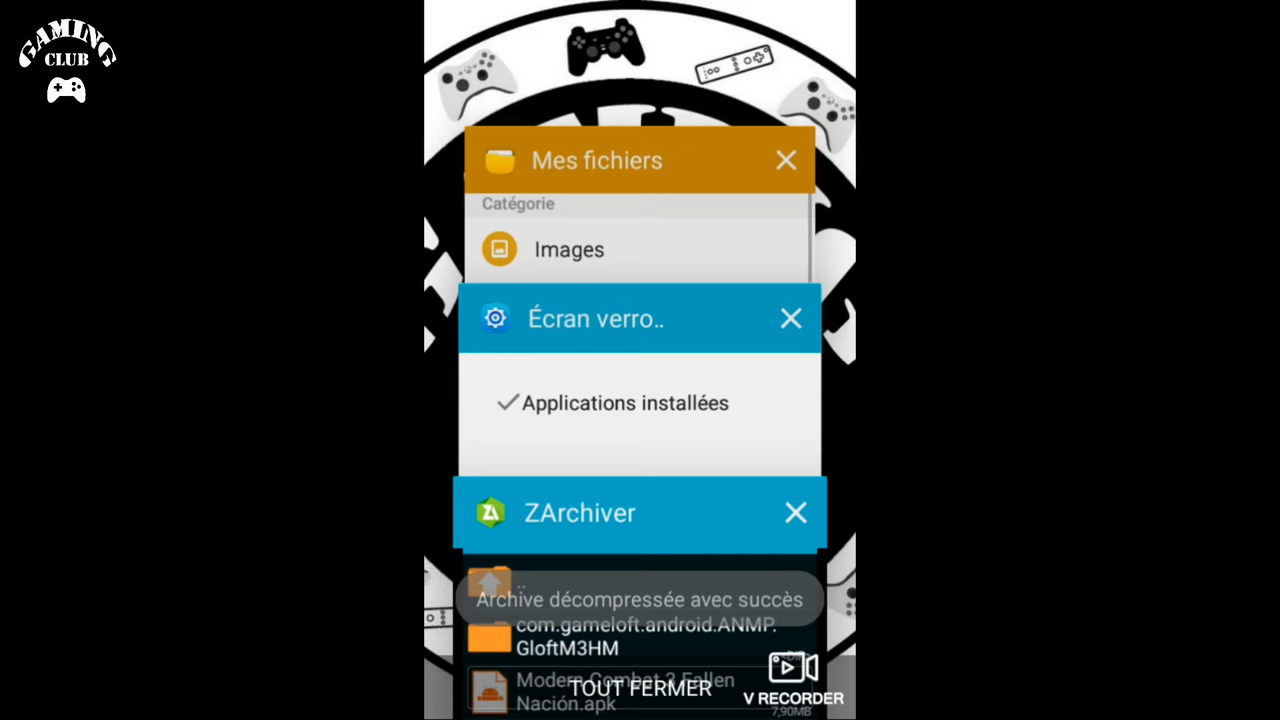 GAMING
CLUB
Mes fichiers
Catégorie
Images
Écran verro..
Applications installées
ZArchiver
..
Archive décompressée avec succès
com.gameloft.android.ANMP.
GloftM3HM
<DIR>
Modern Combat 3 Fallen
Nación.apk
7,90MB
TOUT FERMER
V RECORDER